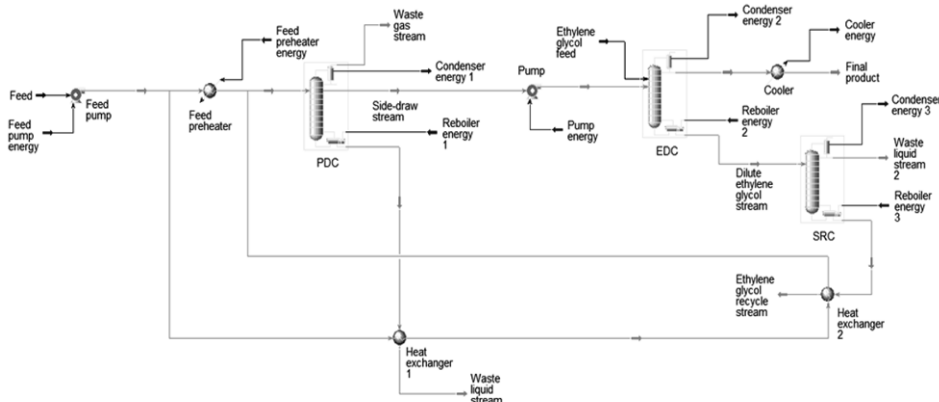 Waste
gas
stream
Feed
preheater
energy
Condenser
energy 1
Condenser
energy 2
Ethylene
glycol
feed
Cooler
energy
Feed
Feed
pump
Feed
pump
energy
Feed
preheater
Side-draw
stream
Reboiler
energy
1
PDC
Pump
Pump
energy
Final
product
Cooler
Reboiler
energy
2
EDC
Condenser
energy 3
Waste
liquid
stream
2
Dilute
ethylene
glycol
stream
Reboiler
energy
3
SRC
Ethylene
glycol
recycle
stream
Heat
exchanger
2
Heat
exchanger
1
Waste
liquid
stream